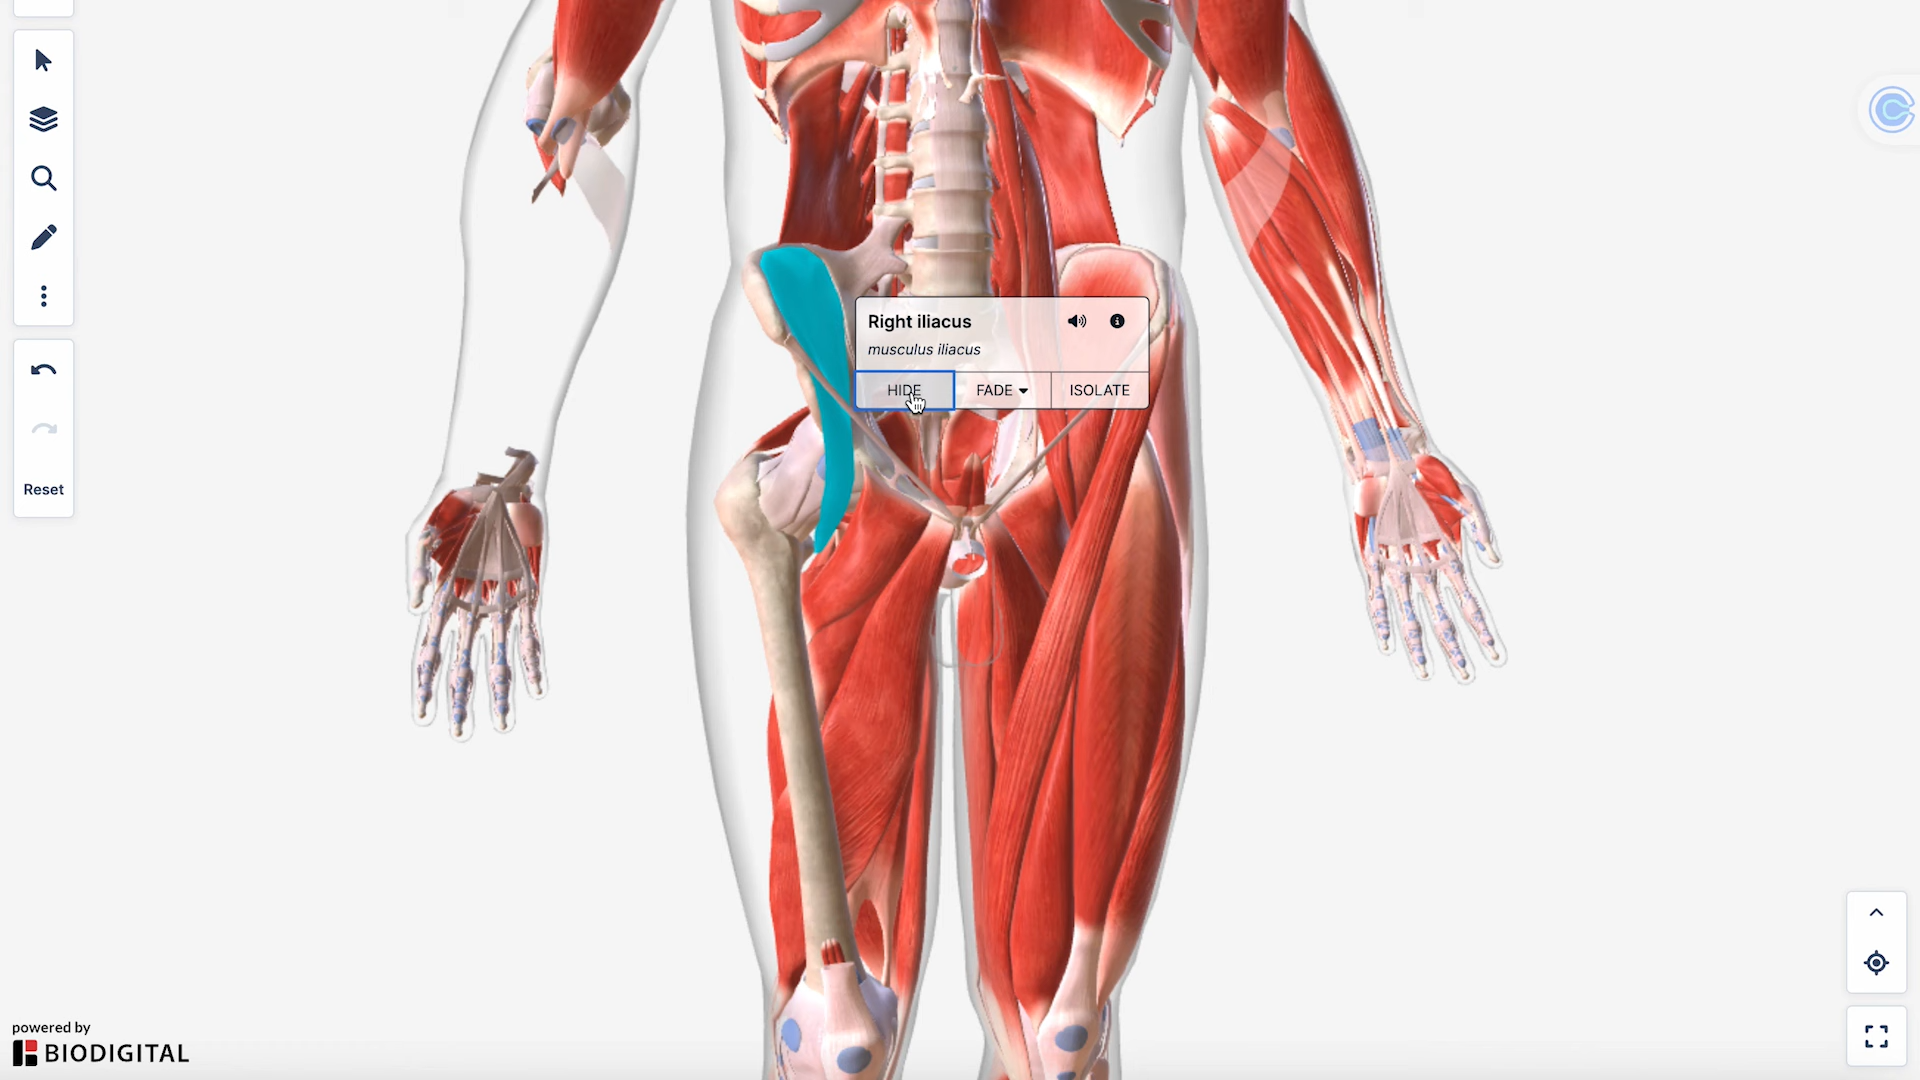 Right iliacus
musculus iliacus
HIDE FADE ISOLATE
Reset
powered by
BIODIGITAL